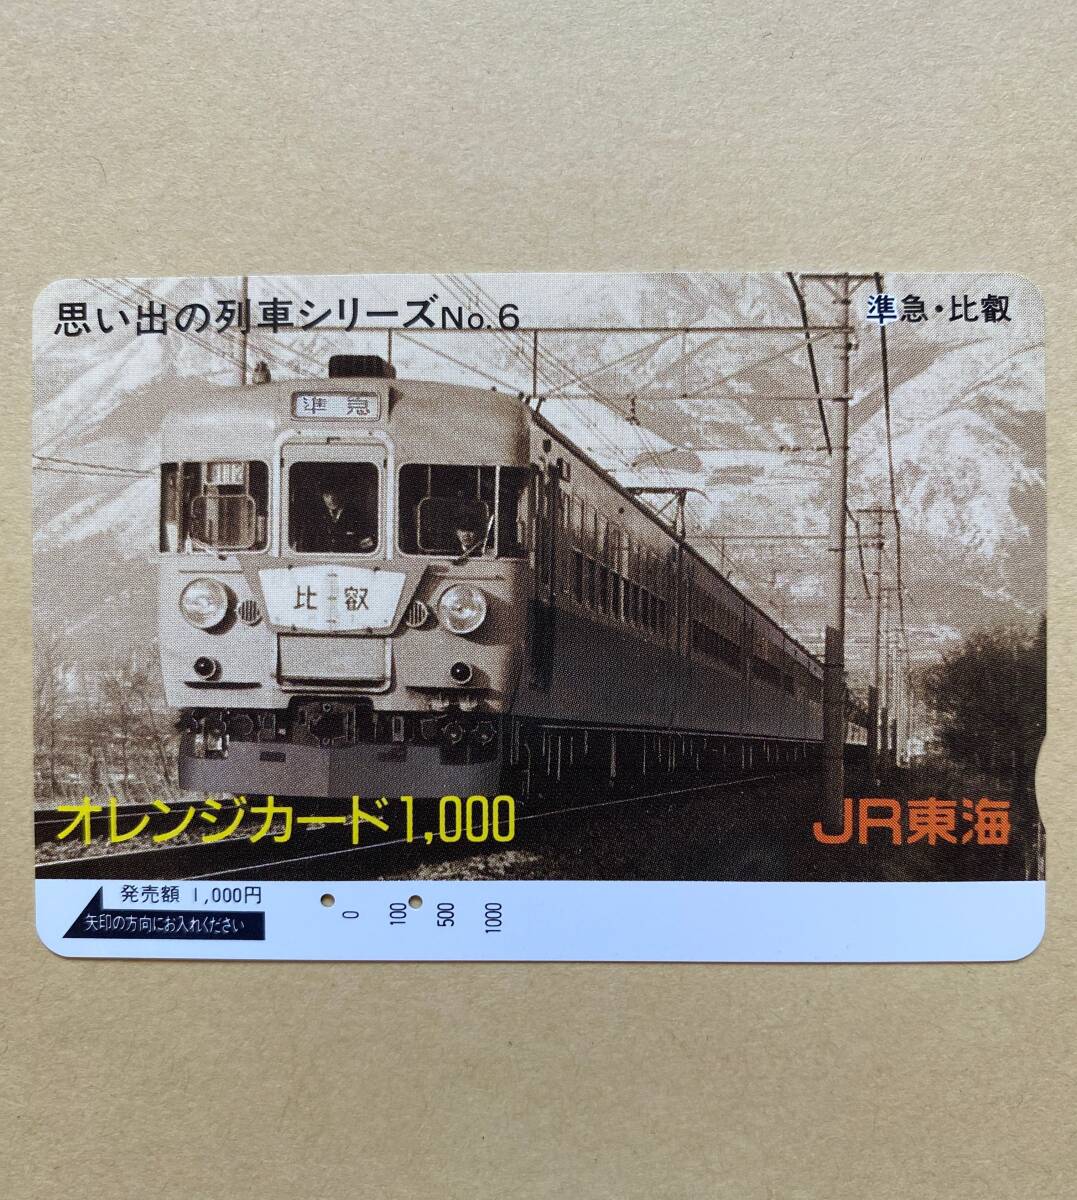 思い出の列車シリーズNo.6
準急・比叡
準急
比叡
オレンジカード1,000
JR東海
発売額 1,000円
矢印の方向にお入れください
0 100 500 1000